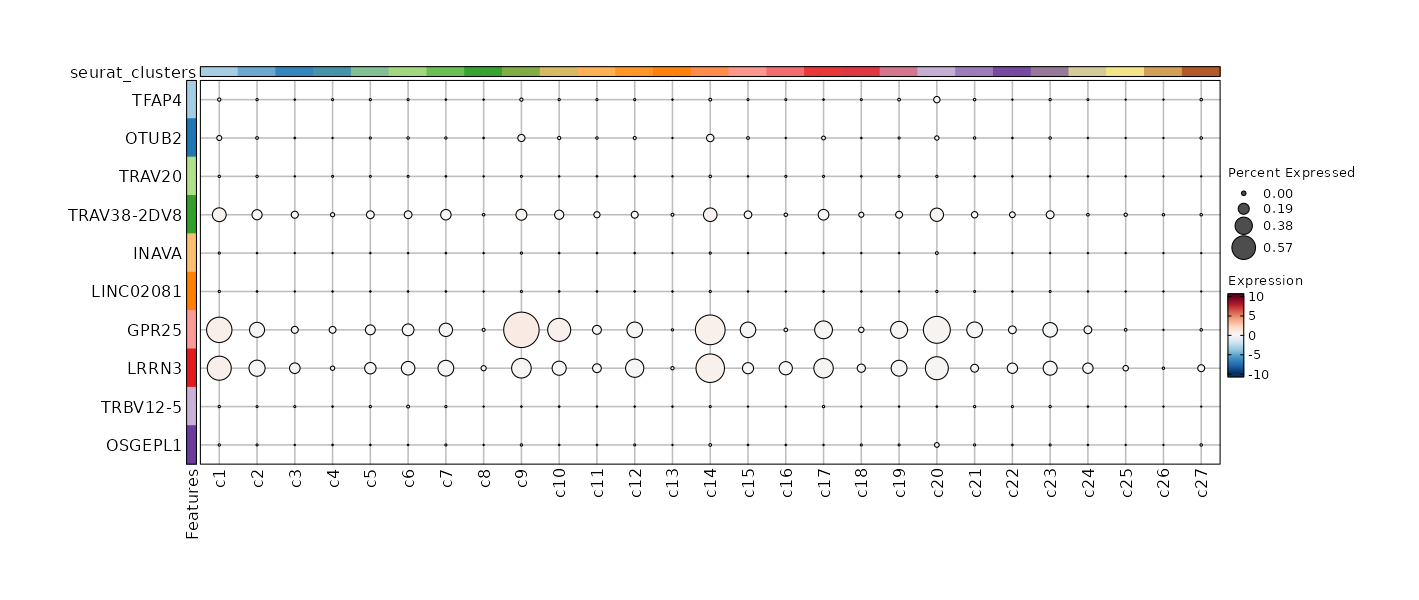 seurat_clusters
TFAP4
OTUB2
TRAV20
TRAV38-2DV8
INAVA
LINC02081
GPR25
LRRN3
TRBV12-5
OSGEPL1
Features
c1 c2 c3 c4 c5 c6 c7 c8 c9 c10 c11 c12 c13 c14 c15 c16 c17 c18 c19 c20 c21 c22 c23 c24 c25 c26 c27
Percent Expressed
0.00
0.19
0.38
0.57
Expression
10
5
0
-5
-10